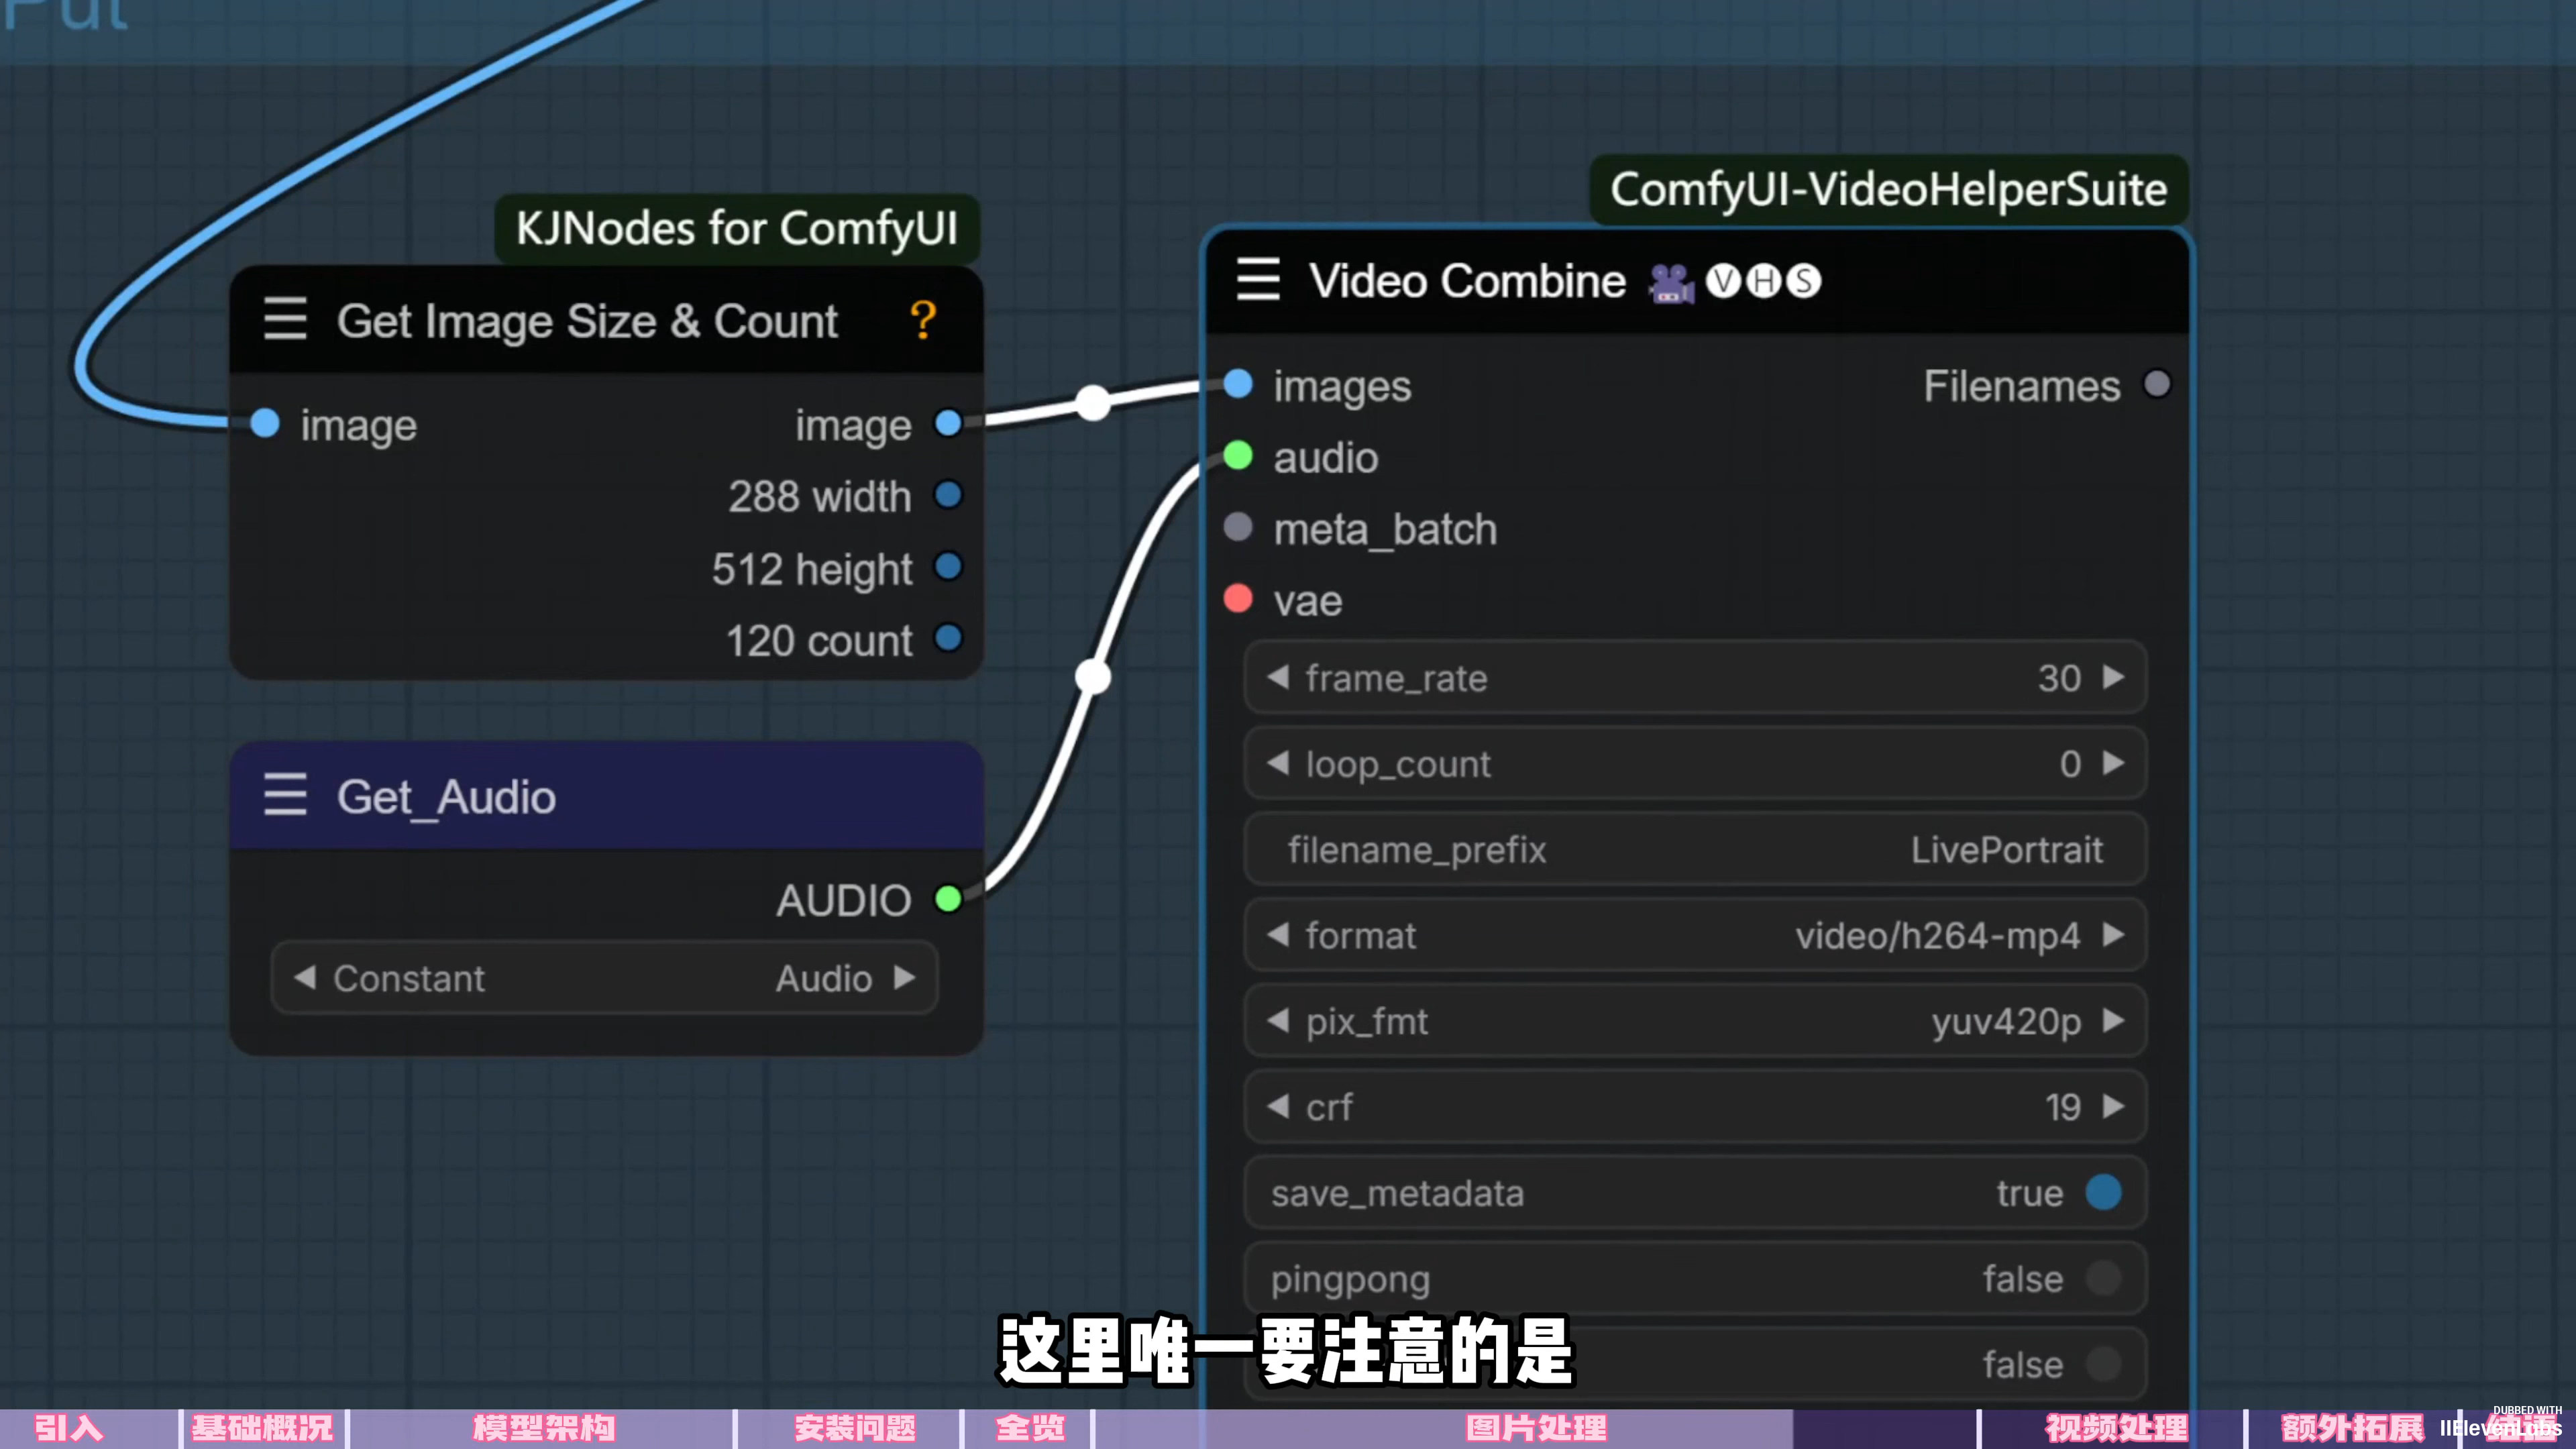 Put
KJNodes for ComfyUI
Get Image Size & Count ?
image image
288 width
512 height
120 count
Get_Audio
AUDIO
Constant Audio
ComfyUI-VideoHelperSuite
Video Combine 🎥🅥🅗🅢
images Filenames
audio
meta_batch
vae
frame_rate 30
loop_count 0
filename_prefix LivePortrait
format video/h264-mp4
pix_fmt yuv420p
crf 19
save_metadata true
pingpong false
false
这里唯一要注意的是
引入 基础概况 模型架构 安装问题 全览 图片处理 视频处理 额外拓展
DUBBED WITH
IIElevenLabs